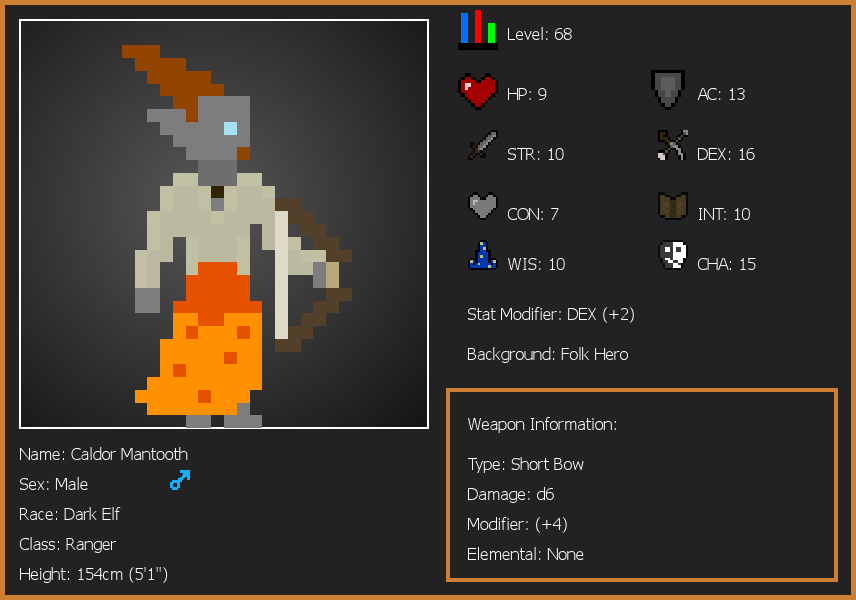 Level: 68
HP: 9
AC: 13
STR: 10
DEX: 16
CON: 7
INT: 10
WIS: 10
CHA: 15
Stat Modifier: DEX (+2)
Background: Folk Hero
Weapon Information:
Type: Short Bow
Damage: d6
Modifier: (+4)
Elemental: None
Name: Caldor Mantooth
Sex: Male
Race: Dark Elf
Class: Ranger
Height: 154cm (5'1")